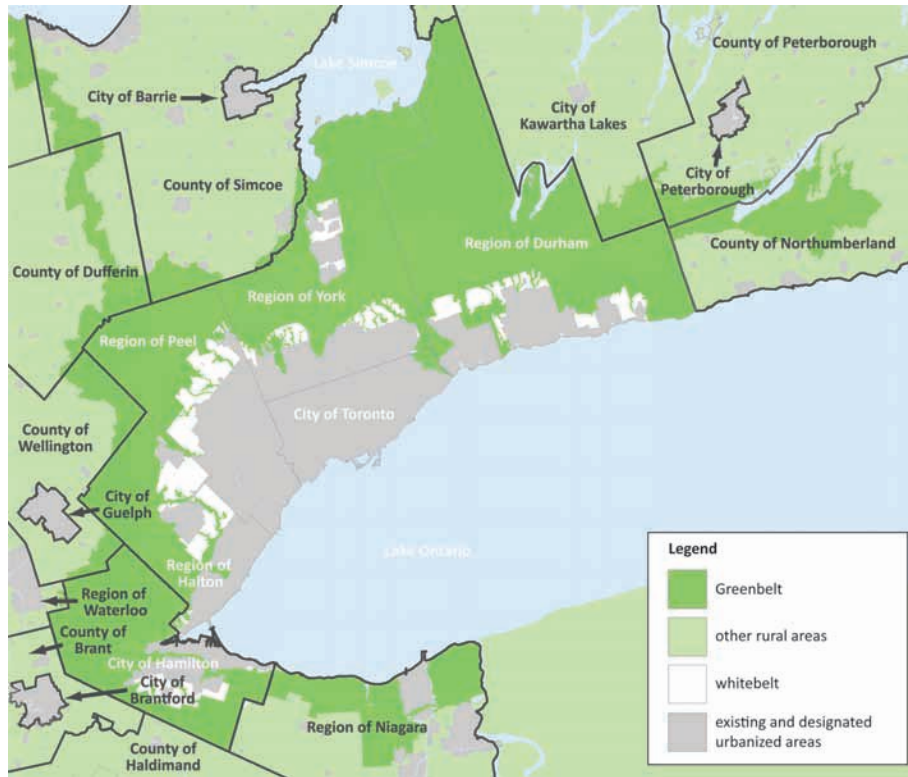 Lake Simcoe
County of Peterborough
City of Barrie
City of
Kawartha Lakes
City of
Peterborough
County of Simcoe
Region of Durham
County of Northumberland
County of Dufferin
Region of York
Region of Peel
City of Toronto
County of
Wellington
City of
Guelph
Lake Ontario
Region of
Halton
Region of
Waterloo
County of
Brant
City of Hamilton
City of
Brantford
Region of Niagara
County of
Haldimand
Legend
Greenbelt
other rural areas
whitebelt
existing and designated
urbanized areas